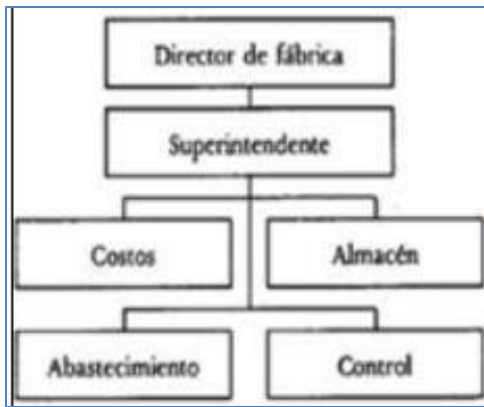 Director de fábrica
Superintendente
Costos
Almacén
Abastecimiento
Control